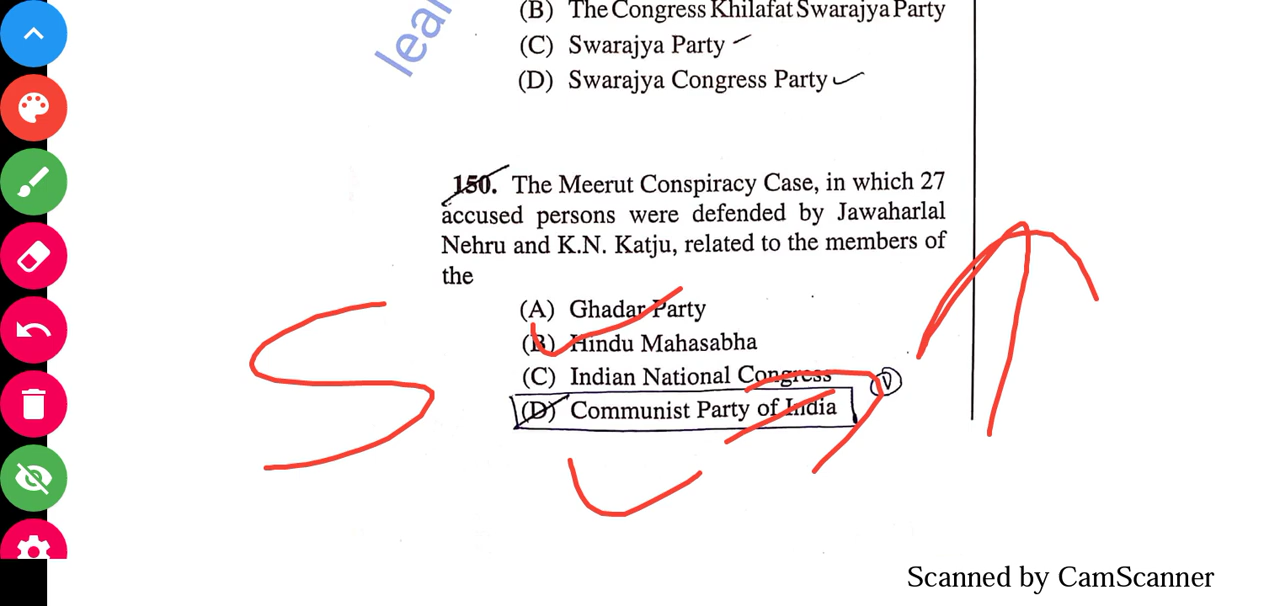 (B) The Congress Khilafat Swarajya Party
lear
(C) Swarajya Party
(D) Swarajya Congress Party
150. The Meerut Conspiracy Case, in which 27
accused persons were defended by Jawaharlal
Nehru and K.N. Katju, related to the members of
the
(A) Ghadar Party
(B) Hindu Mahasabha
(C) Indian National Congress
(D) Communist Party of India
Scanned by CamScanner